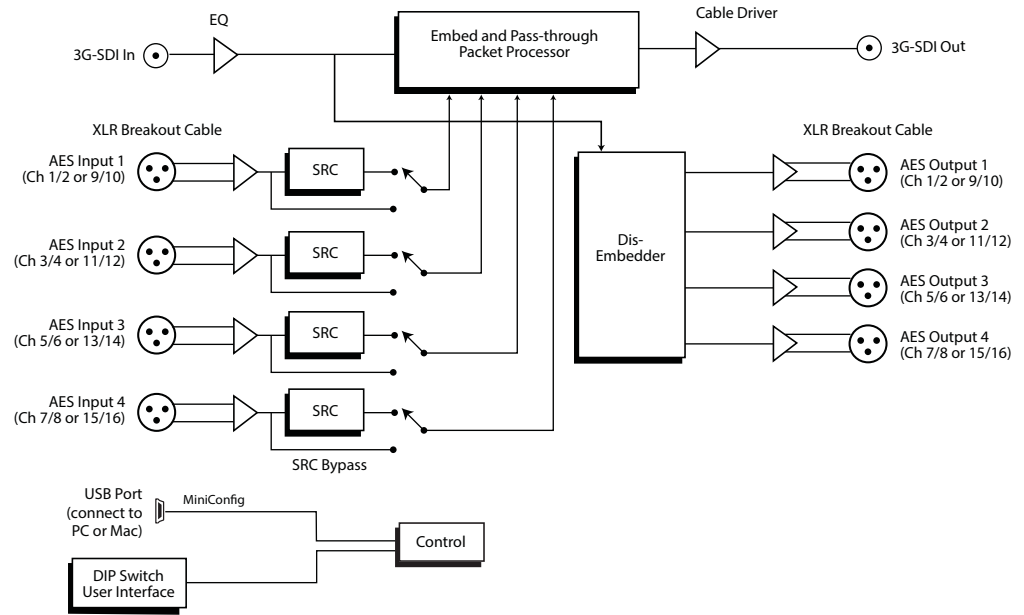 EQ
Cable Driver
3G-SDI In
Embed and Pass-through
Packet Processor
3G-SDI Out
XLR Breakout Cable
XLR Breakout Cable
AES Input 1
(Ch 1/2 or 9/10)
SRC
AES Output 1
(Ch 1/2 or 9/10)
AES Input 2
(Ch 3/4 or 11/12)
SRC
Dis-
Embedder
AES Output 2
(Ch 3/4 or 11/12)
AES Input 3
(Ch 5/6 or 13/14)
SRC
AES Output 3
(Ch 5/6 or 13/14)
AES Output 4
(Ch 7/8 or 15/16)
AES Input 4
(Ch 7/8 or 15/16)
SRC
SRC Bypass
USB Port
(connect to
PC or Mac)
MiniConfig
Control
DIP Switch
User Interface